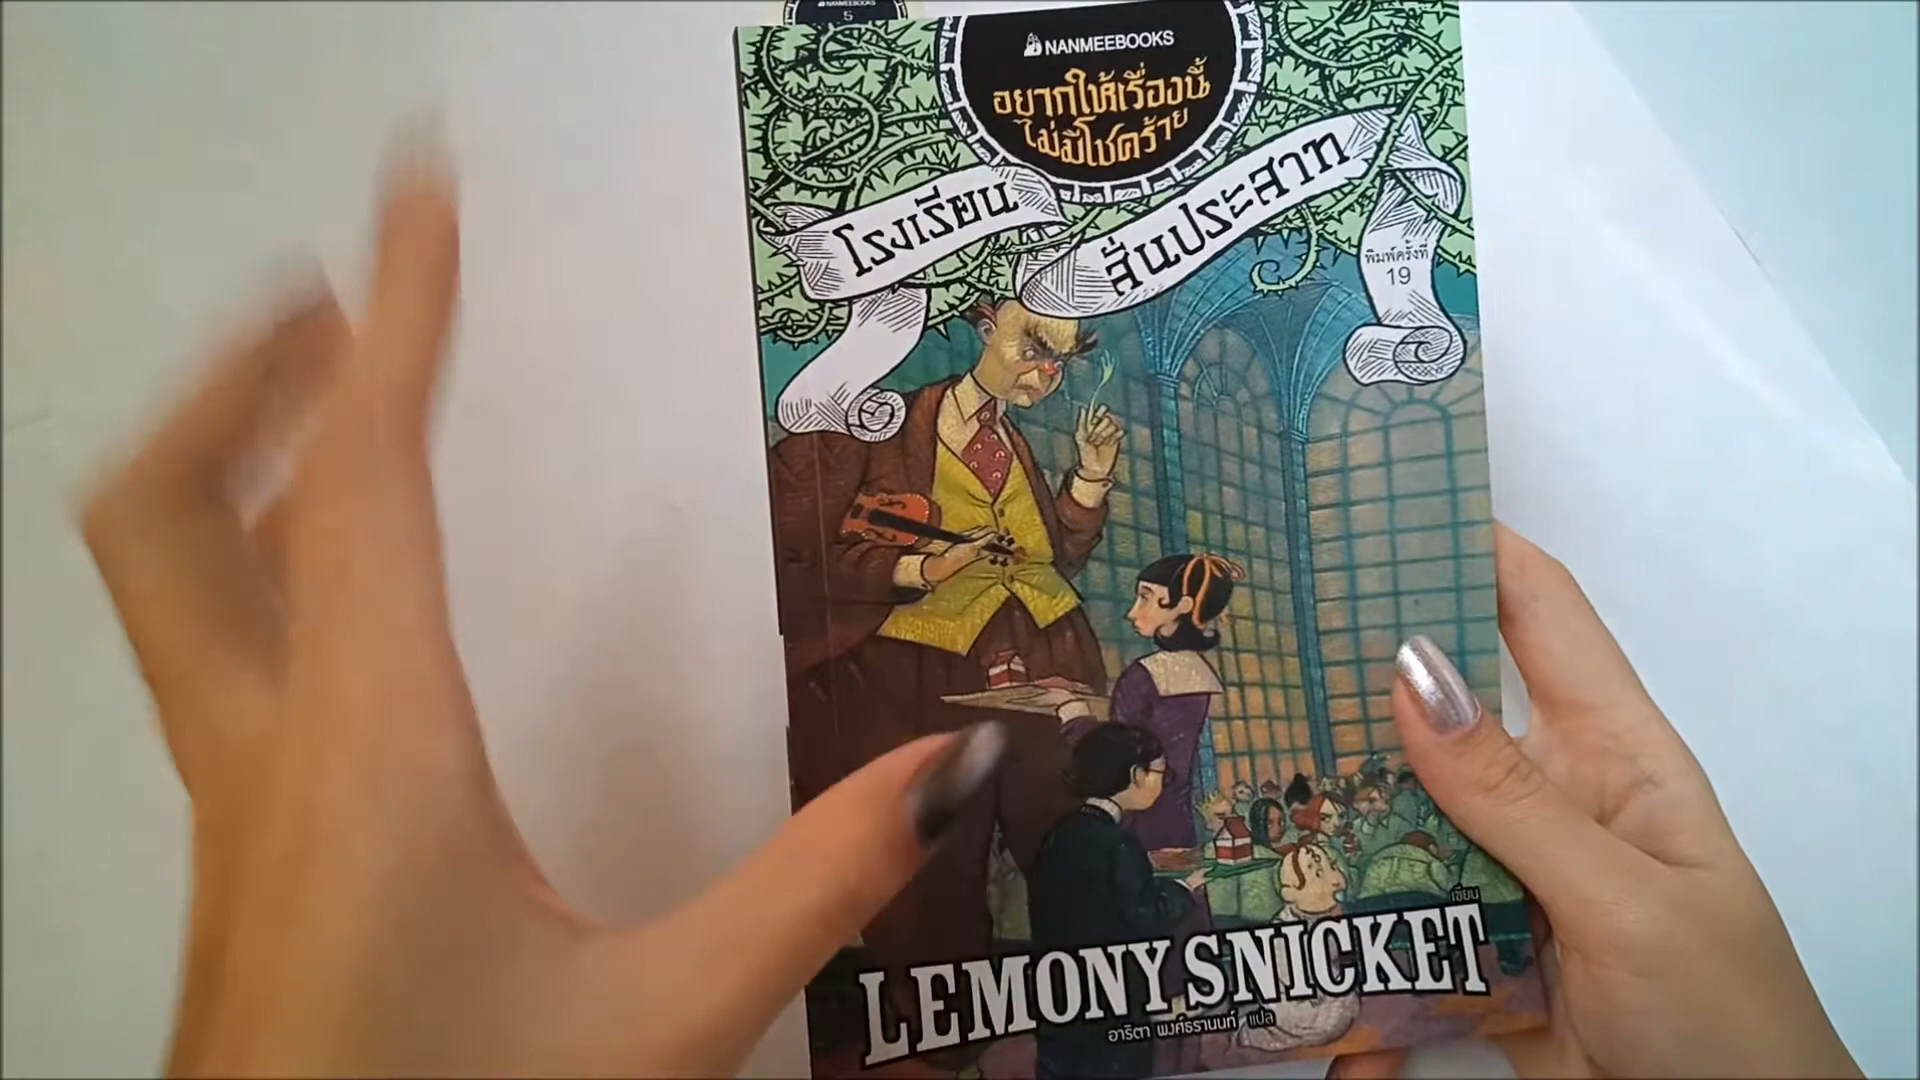 NANMEEBOOKS
5
NANMEEBOOKS
อยากให้เรื่องนี้
ไม่มีโชคร้าย
โรงเรียน
สั่นประสาท
พิมพ์ครั้งที่
19
เขียน
LEMONY SNICKET
อาริตา พงศ์ธรานนท์ แปล